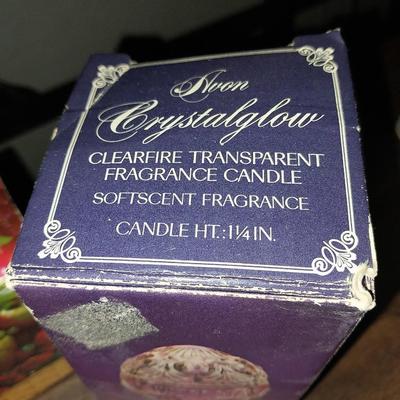 Avon
Crystalglow
CLEARFIRE TRANSPARENT
FRAGRANCE CANDLE
SOFTSCENT FRAGRANCE
CANDLE HT.: 1¼ IN.